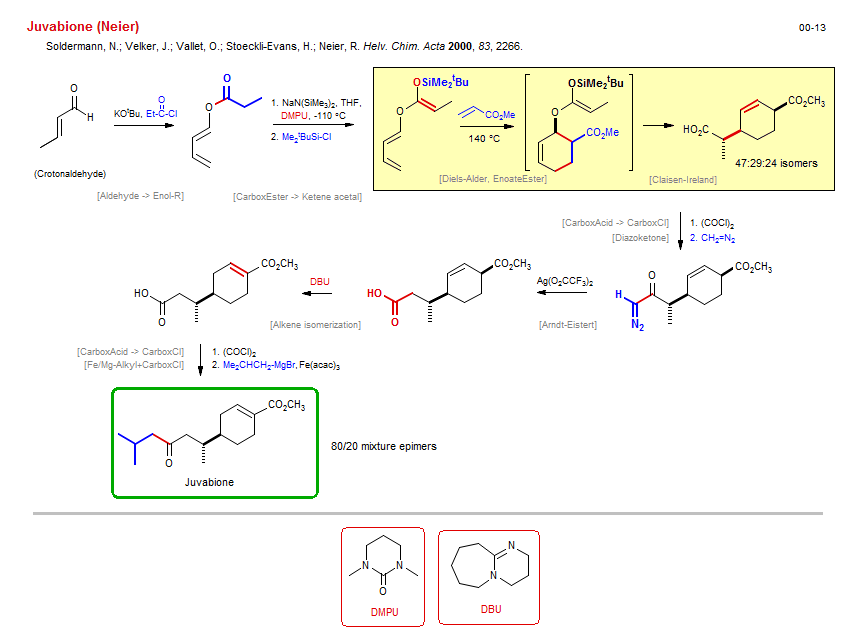 Juvabione (Neier)
00-13
Soldermann, N.; Velker, J.; Vallet, O.; Stoeckli-Evans, H.; Neier, R. Helv. Chim. Acta 2000, 83, 2266.
O
H
(Crotonaldehyde)
KOᵗBu, Et-C-Cl
O
[Aldehyde -> Enol-R]
O
O
1. NaN(SiMe₃)₂, THF,
DMPU, -110 °C
2. Me₂ᵗBuSi-Cl
[CarboxEster -> Ketene acetal]
OSiMe₂ᵗBu
O
CO₂Me
140 °C
[Diels-Alder, EnoateEster]
OSiMe₂ᵗBu
O
CO₂Me
[Claisen-Ireland]
CO₂CH₃
HO₂C
47:29:24 isomers
[CarboxAcid -> CarboxCl]
[Diazoketone]
1. (COCl)₂
2. CH₂=N₂
CO₂CH₃
O
H
N₂
Ag(O₂CCF₃)₂
[Arndt-Eistert]
CO₂CH₃
HO
O
DBU
[Alkene isomerization]
CO₂CH₃
HO
O
[CarboxAcid -> CarboxCl]
[Fe/Mg-Alkyl+CarboxCl]
1. (COCl)₂
2. Me₂CHCH₂-MgBr, Fe(acac)₃
CO₂CH₃
O
Juvabione
80/20 mixture epimers
N
N
O
DMPU
N
N
DBU